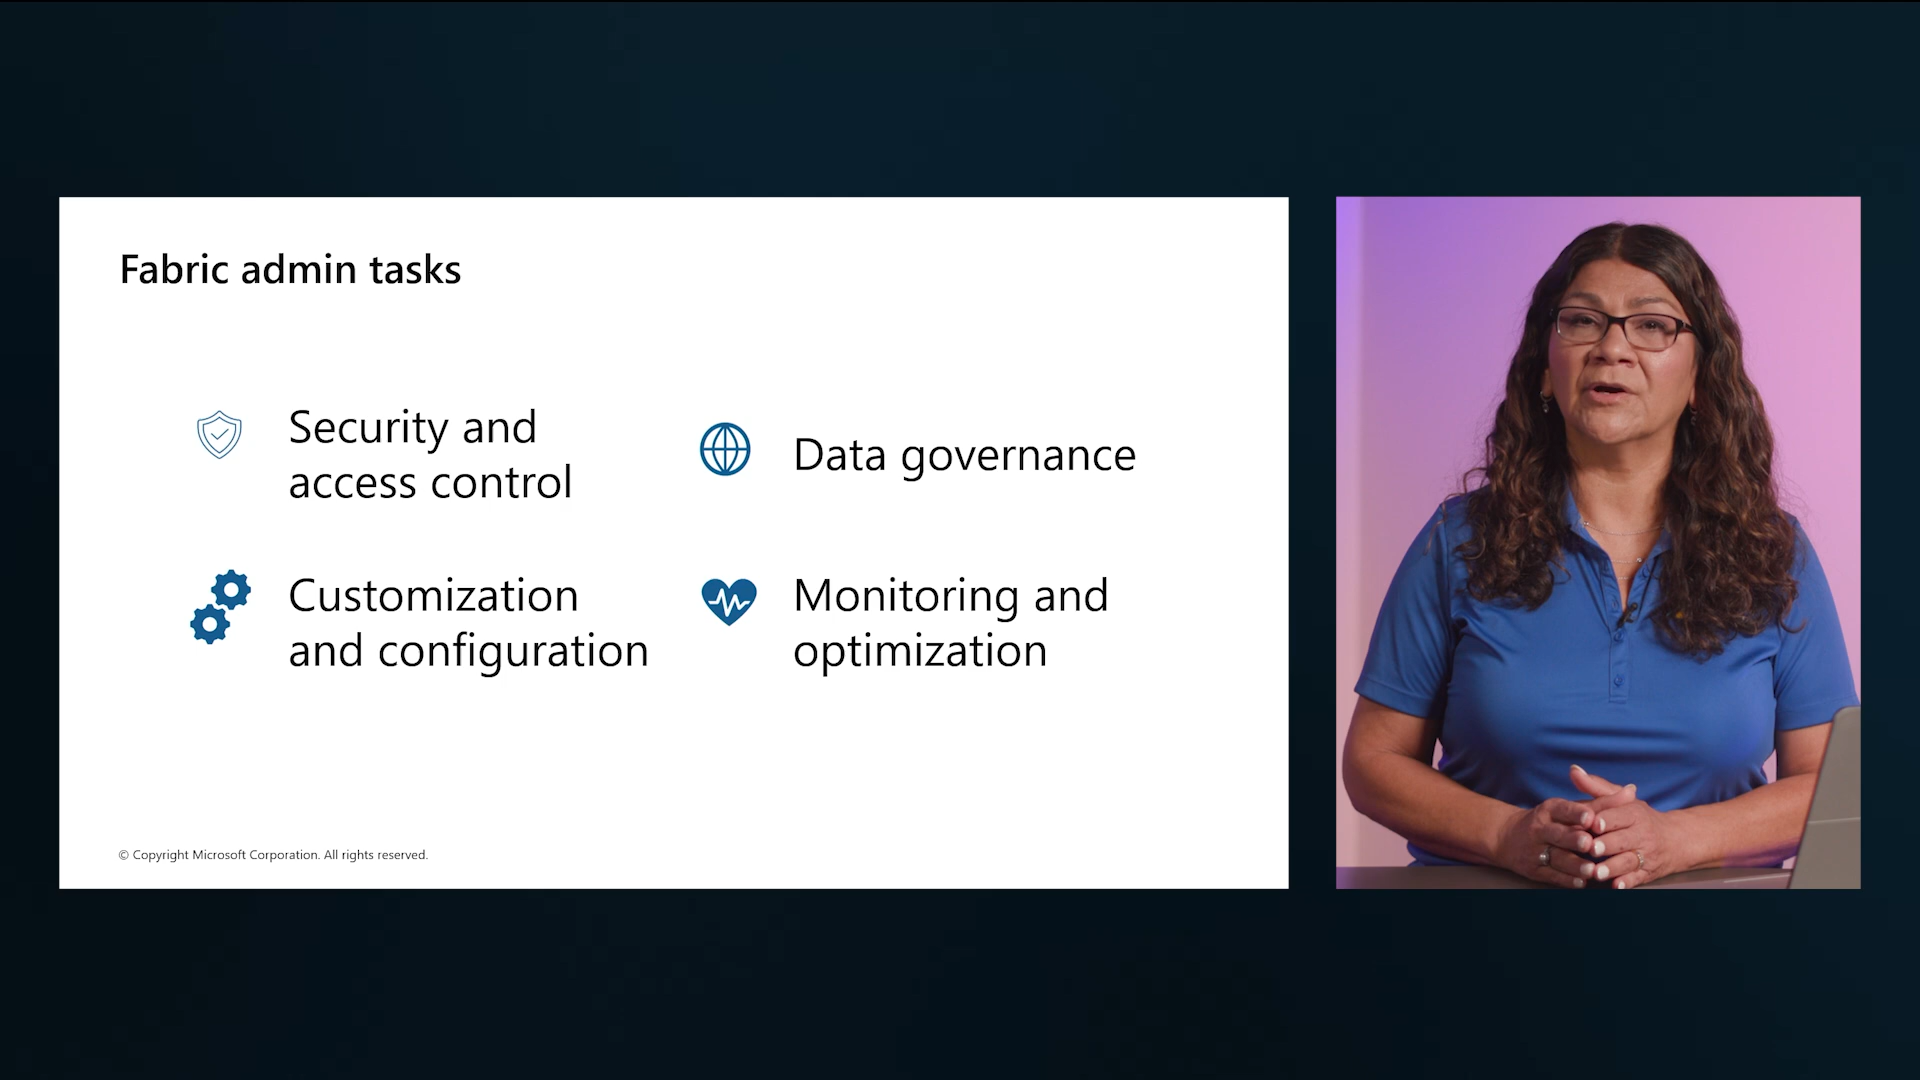 Fabric admin tasks
Security and
access control
Data governance
Customization
and configuration
Monitoring and
optimization
© Copyright Microsoft Corporation. All rights reserved.